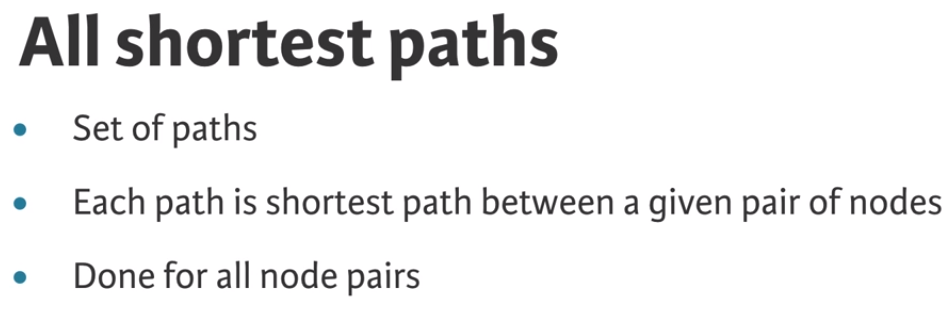 All shortest paths
• Set of paths
• Each path is shortest path between a given pair of nodes
• Done for all node pairs